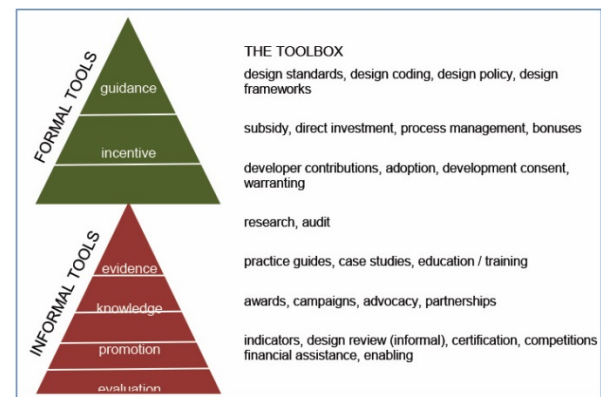 FORMAL TOOLS
guidance
incentive
INFORMAL TOOLS
evidence
knowledge
promotion
evaluation
THE TOOLBOX
design standards, design coding, design policy, design
frameworks
subsidy, direct investment, process management, bonuses
developer contributions, adoption, development consent,
warranting
research, audit
practice guides, case studies, education / training
awards, campaigns, advocacy, partnerships
indicators, design review (informal), certification, competitions
financial assistance, enabling